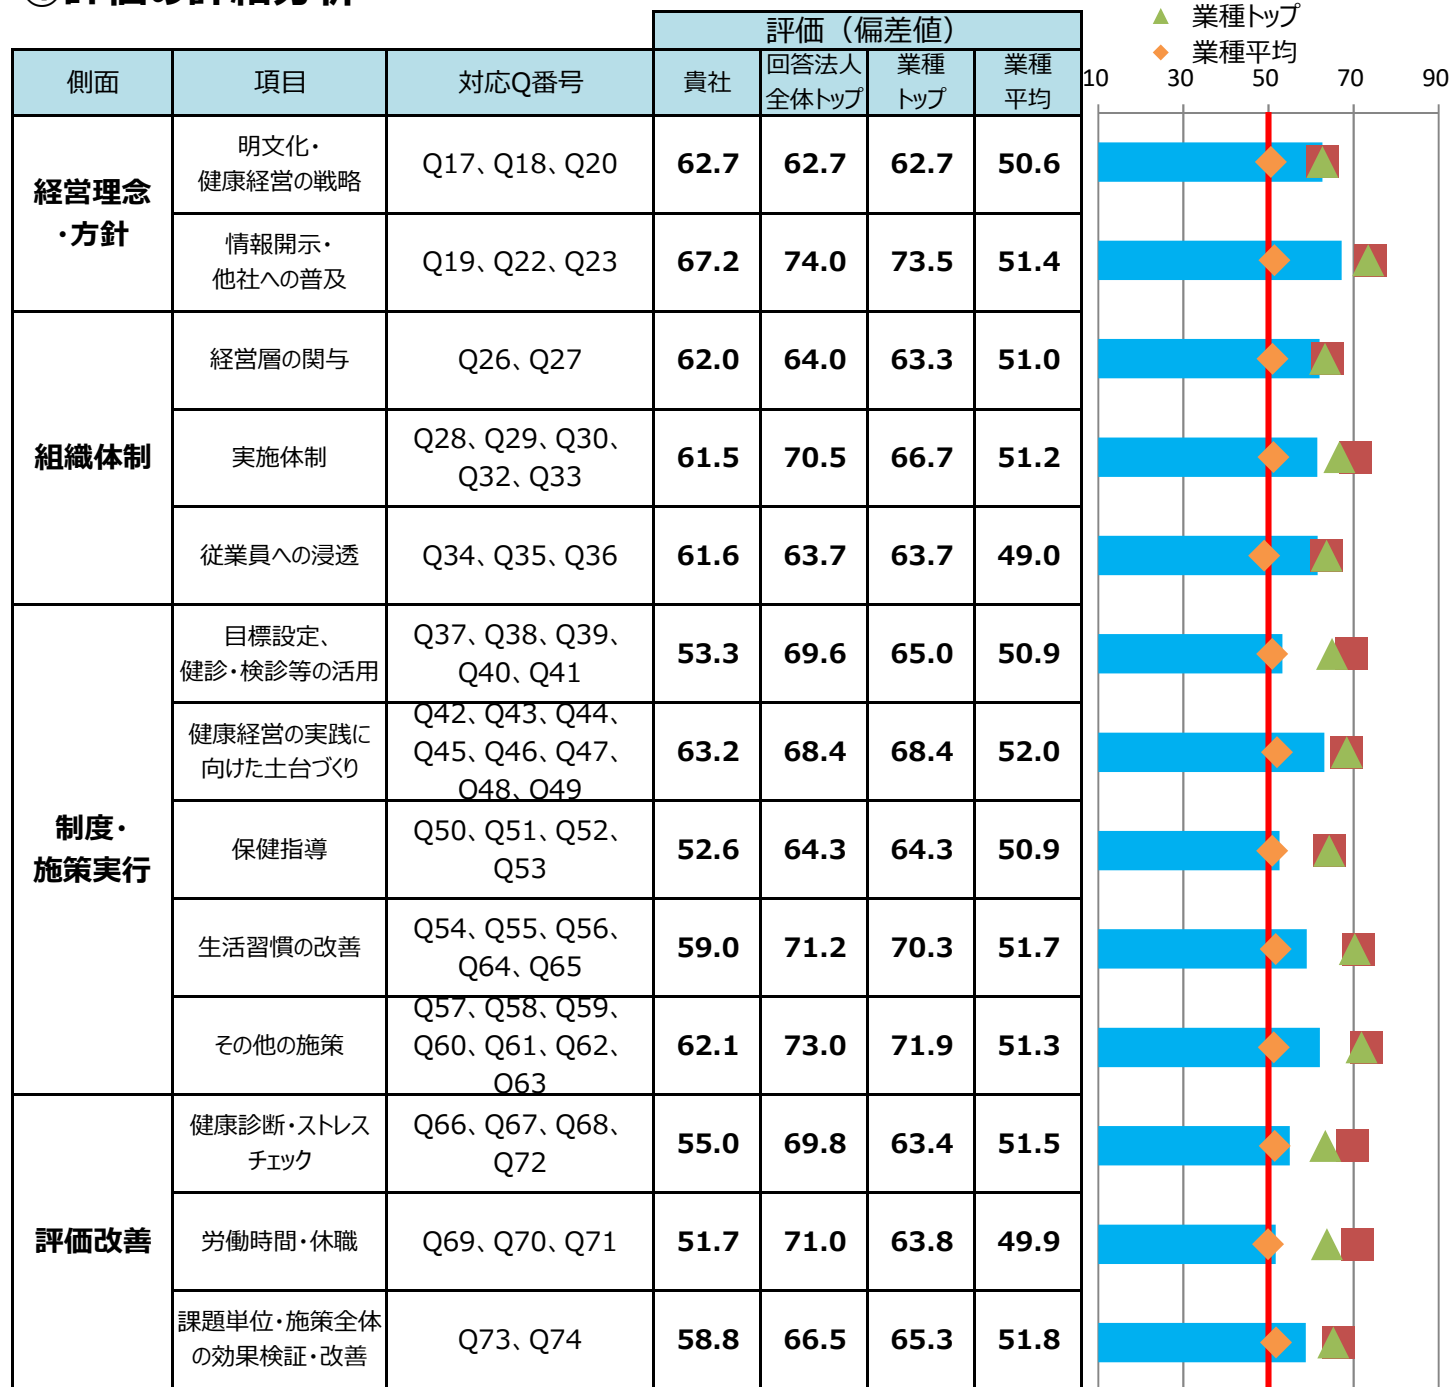 ①評価の詳細分析
▲ 業種トップ
◆ 業種平均
評価（偏差値）
側面 項目 対応Q番号 貴社 回答法人全体トップ 業種トップ 業種平均
10 30 50 70 90
経営理念・方針
明文化・
健康経営の戦略
Q17、Q18、Q20
62.7 62.7 62.7 50.6
情報開示・
他社への普及
Q19、Q22、Q23
67.2 74.0 73.5 51.4
組織体制
経営層の関与
Q26、Q27
62.0 64.0 63.3 51.0
実施体制
Q28、Q29、Q30、
Q32、Q33
61.5 70.5 66.7 51.2
従業員への浸透
Q34、Q35、Q36
61.6 63.7 63.7 49.0
制度・
施策実行
目標設定、
健診・検診等の活用
Q37、Q38、Q39、
Q40、Q41
53.3 69.6 65.0 50.9
健康経営の実践に
向けた土台づくり
Q42、Q43、Q44、
Q45、Q46、Q47、
Q48、Q49
63.2 68.4 68.4 52.0
保健指導
Q50、Q51、Q52、
Q53
52.6 64.3 64.3 50.9
生活習慣の改善
Q54、Q55、Q56、
Q64、Q65
59.0 71.2 70.3 51.7
その他の施策
Q57、Q58、Q59、
Q60、Q61、Q62、
Q63
62.1 73.0 71.9 51.3
評価改善
健康診断・ストレス
チェック
Q66、Q67、Q68、
Q72
55.0 69.8 63.4 51.5
労働時間・休職
Q69、Q70、Q71
51.7 71.0 63.8 49.9
課題単位・施策全体
の効果検証・改善
Q73、Q74
58.8 66.5 65.3 51.8